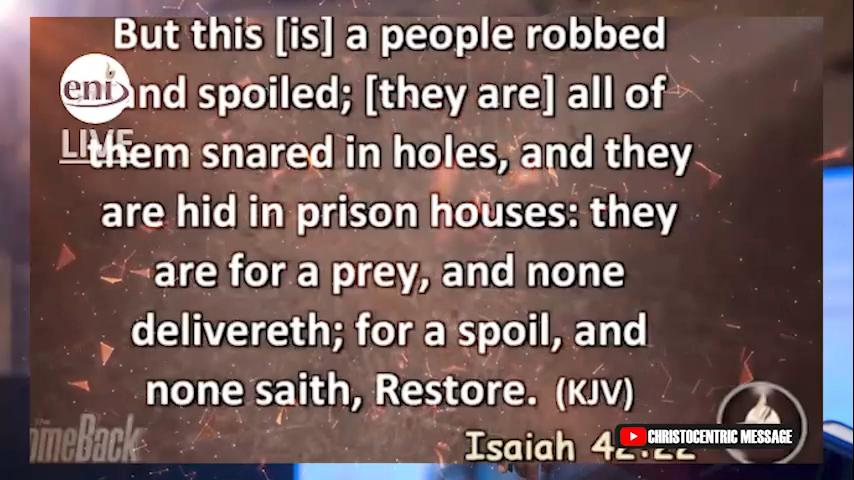 But this [is] a people robbed
eni and spoiled; [they are] all of
LIVE
them snared in holes, and they
are hid in prison houses: they
are for a prey, and none
delivereth; for a spoil, and
none saith, Restore. (KJV)
omeBack
CHRISTOCENTRIC MESSAGE
Isaiah 42:22